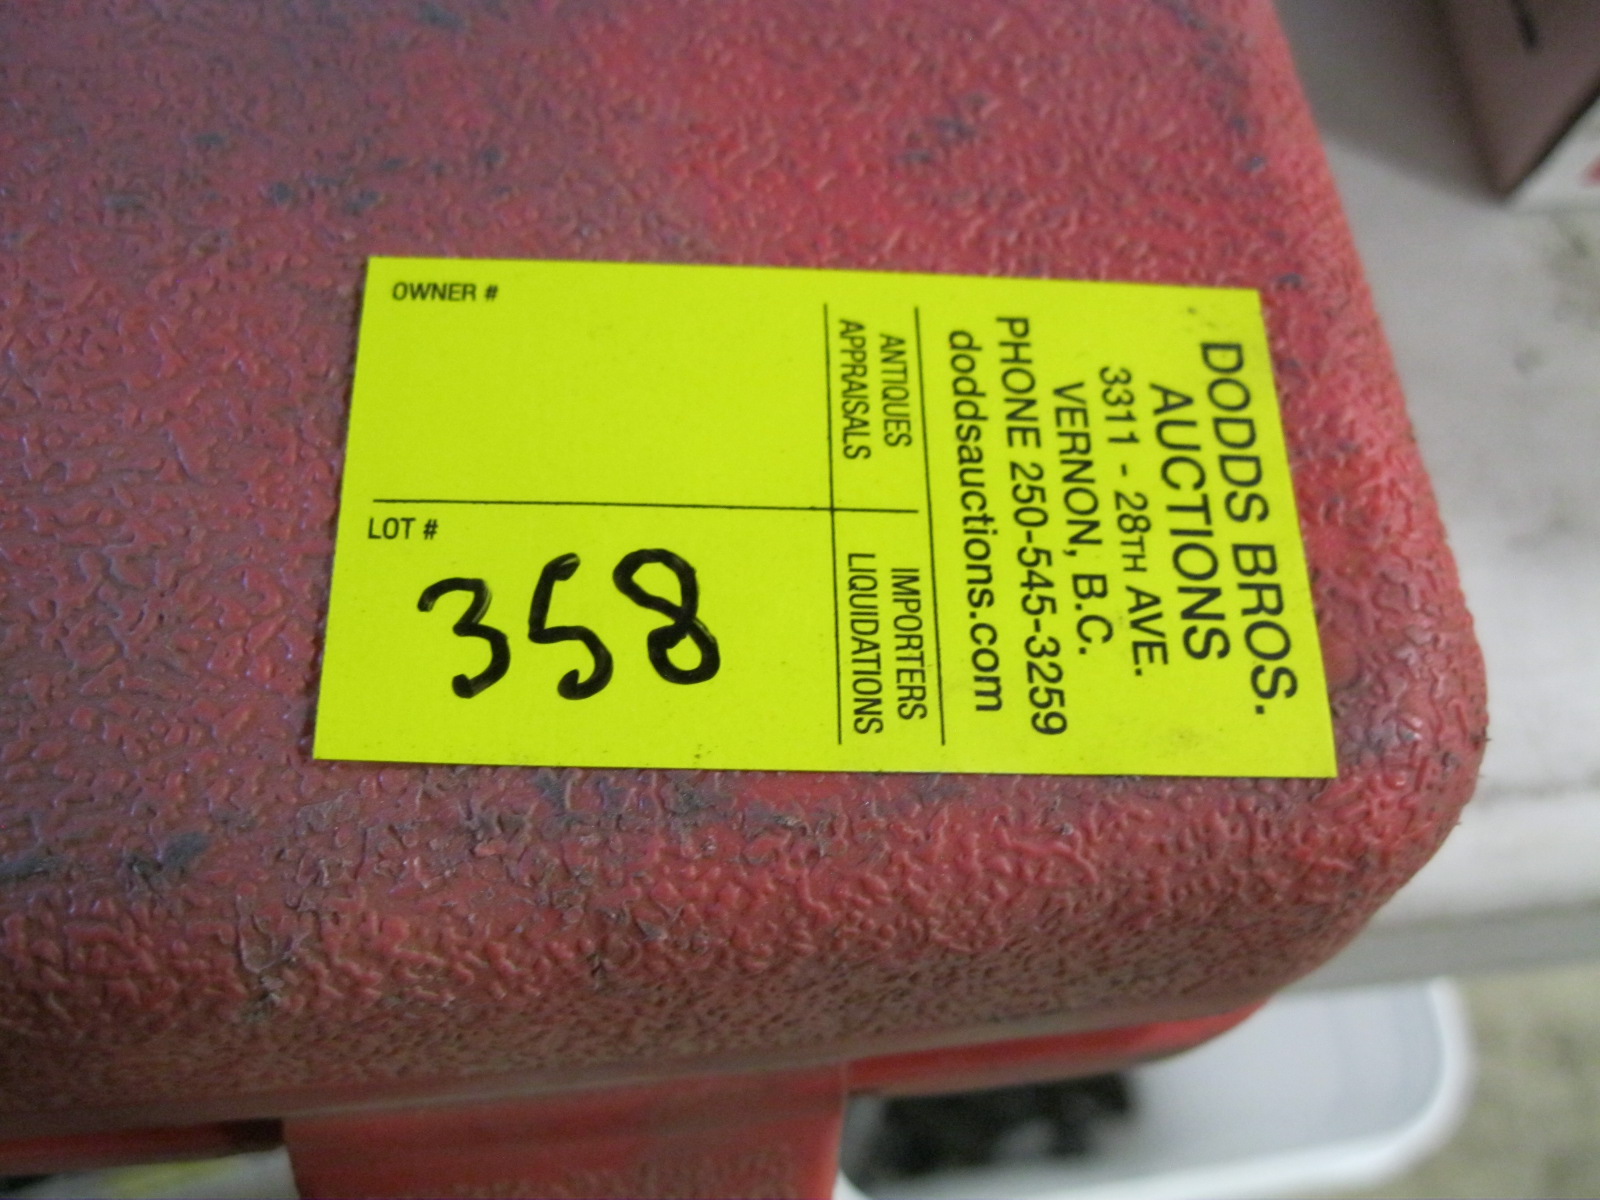 DODDS BROS.
AUCTIONS
3311 - 28TH AVE.
VERNON, B.C.
PHONE 250-545-3259
doddsauctions.com
ANTIQUES
APPRAISALS
IMPORTERS
LIQUIDATIONS
OWNER #
LOT #
358